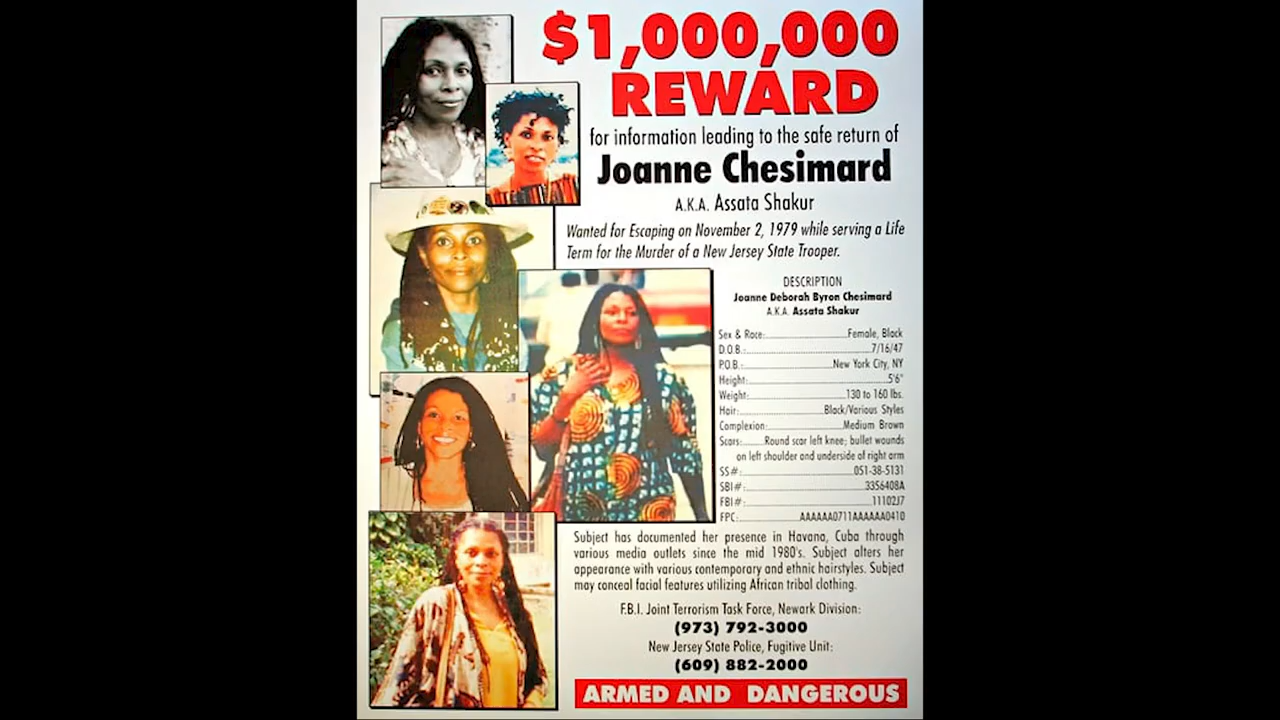 $1,000,000
REWARD
for information leading to the safe return of
Joanne Chesimard
A.K.A. Assata Shakur
Wanted for Escaping on November 2, 1979 while serving a Life
Term for the Murder of a New Jersey State Trooper.
DESCRIPTION
Joanne Deborah Byron Chesimard
A.K.A. Assata Shakur
Sex & Race:....................Female, Black
D.O.B.:....................7/16/47
P.O.B.:....................New York City, NY
Height:....................5'6"
Weight:....................130 to 160 lbs.
Hair:....................Black/Various Styles
Complexion:....................Medium Brown
Scars:.......Round scar left knee; bullet wounds
on left shoulder and underside of right arm
SS#:....................051-38-5131
SBI#:....................3356408A
FBI#:....................11102J7
FPC:....................AAAAAA0711AAAAAA0410
Subject has documented her presence in Havana, Cuba through
various media outlets since the mid 1980's. Subject alters her
appearance with various contemporary and ethnic hairstyles. Subject
may conceal facial features utilizing African tribal clothing.
F.B.I. Joint Terrorism Task Force, Newark Division:
(973) 792-3000
New Jersey State Police, Fugitive Unit:
(609) 882-2000
ARMED AND DANGEROUS